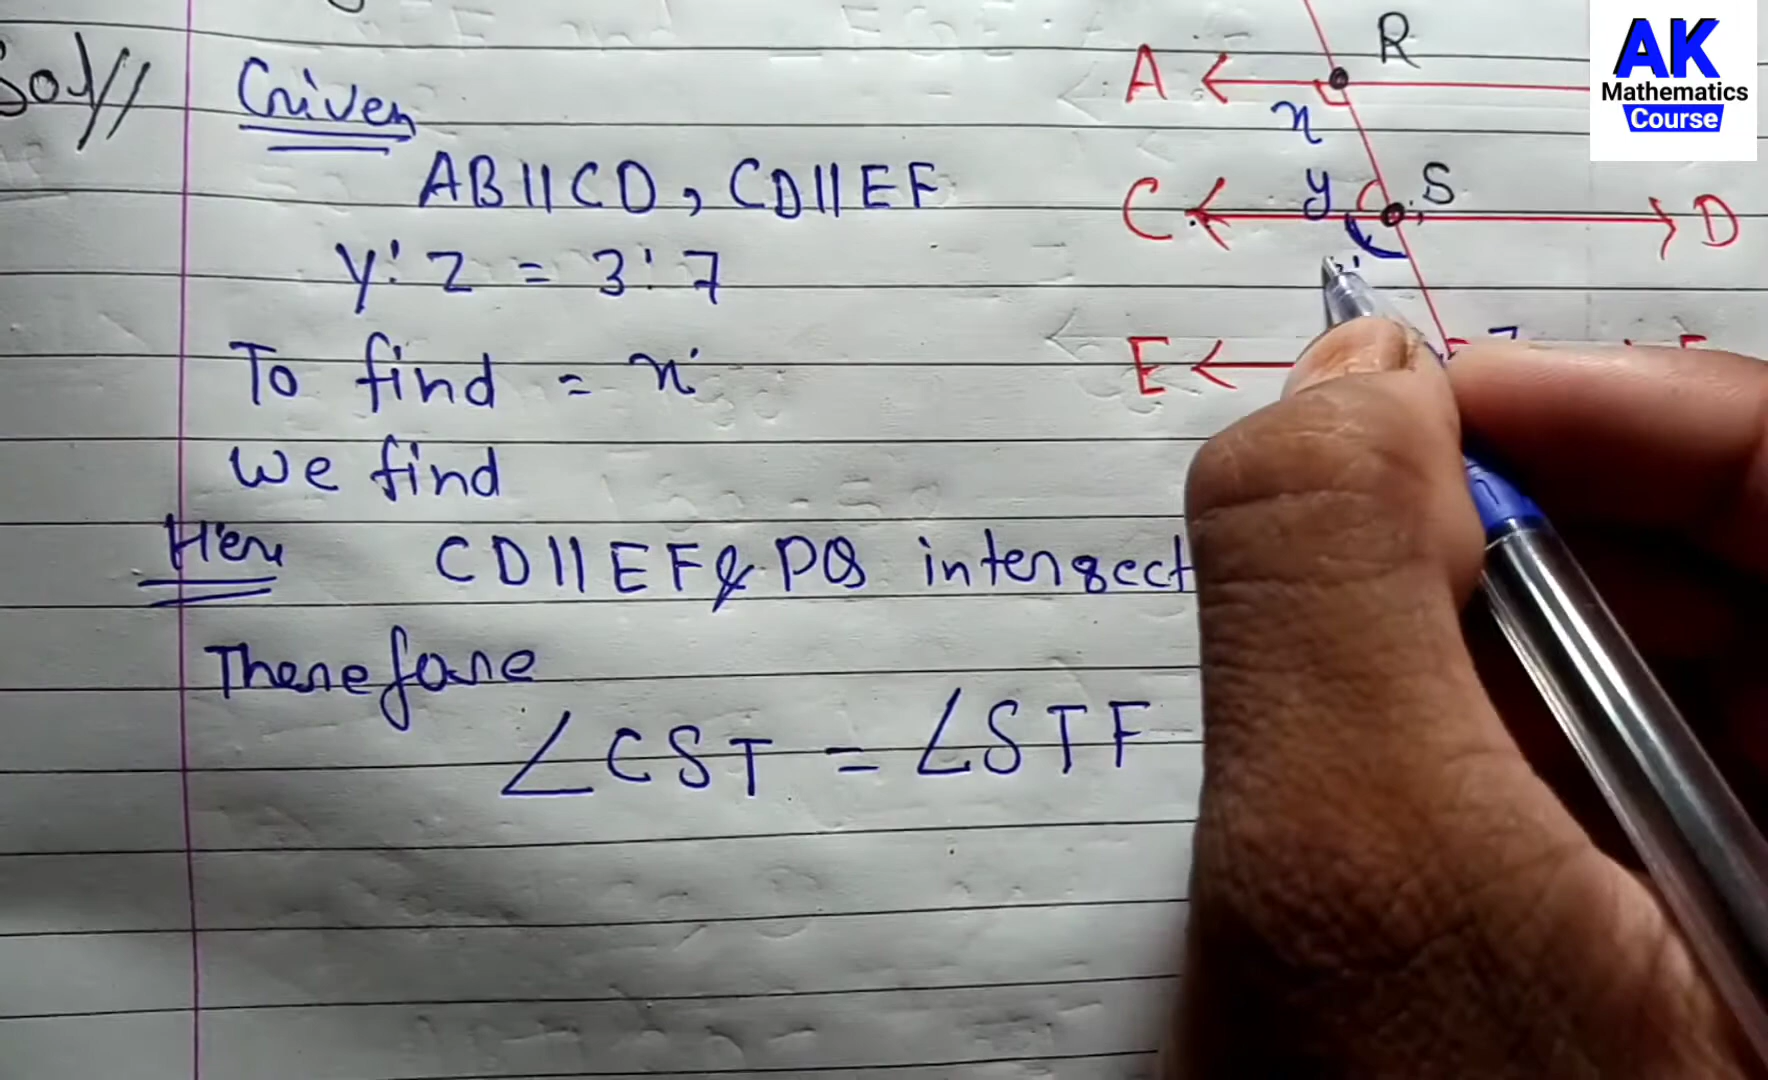 Sol//
Given
AB||CD, CD||EF
y:z = 3:7
To find = x
We find
Here CD||EF & PQ intersect
Therefore
∠CST = ∠STF
R
A
x
y S
C D
E
AK
Mathematics
Course